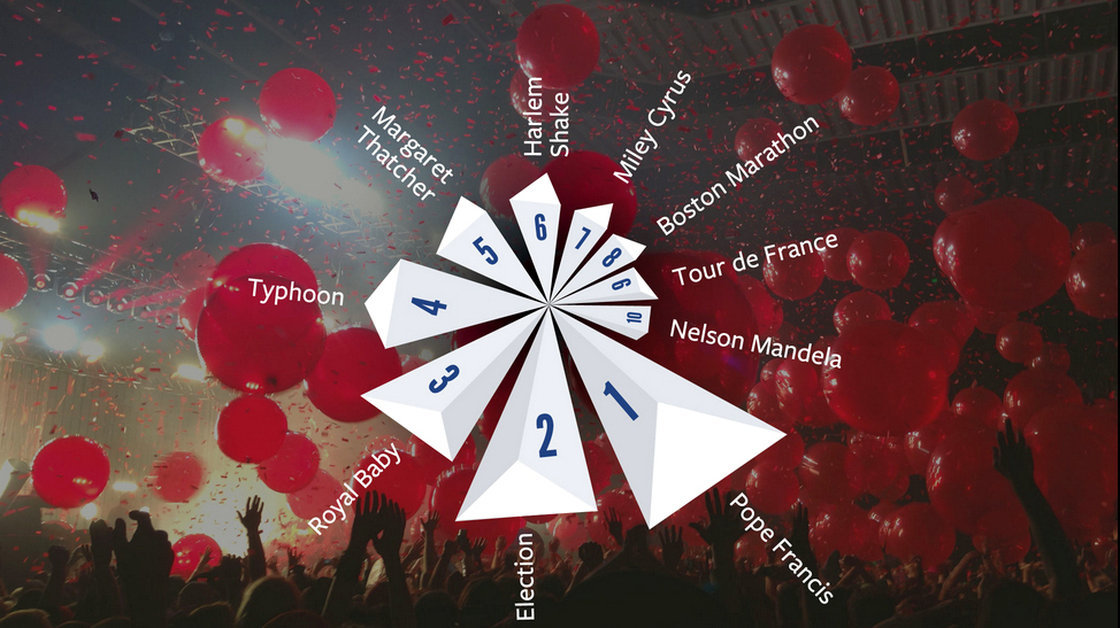 Harlem
Shake
Miley Cyrus
Margaret
Thatcher
Boston Marathon
Tour de France
Typhoon
Nelson Mandela
Royal Baby
Pope Francis
Election
1
2
3
4
5
6
7
8
9
10